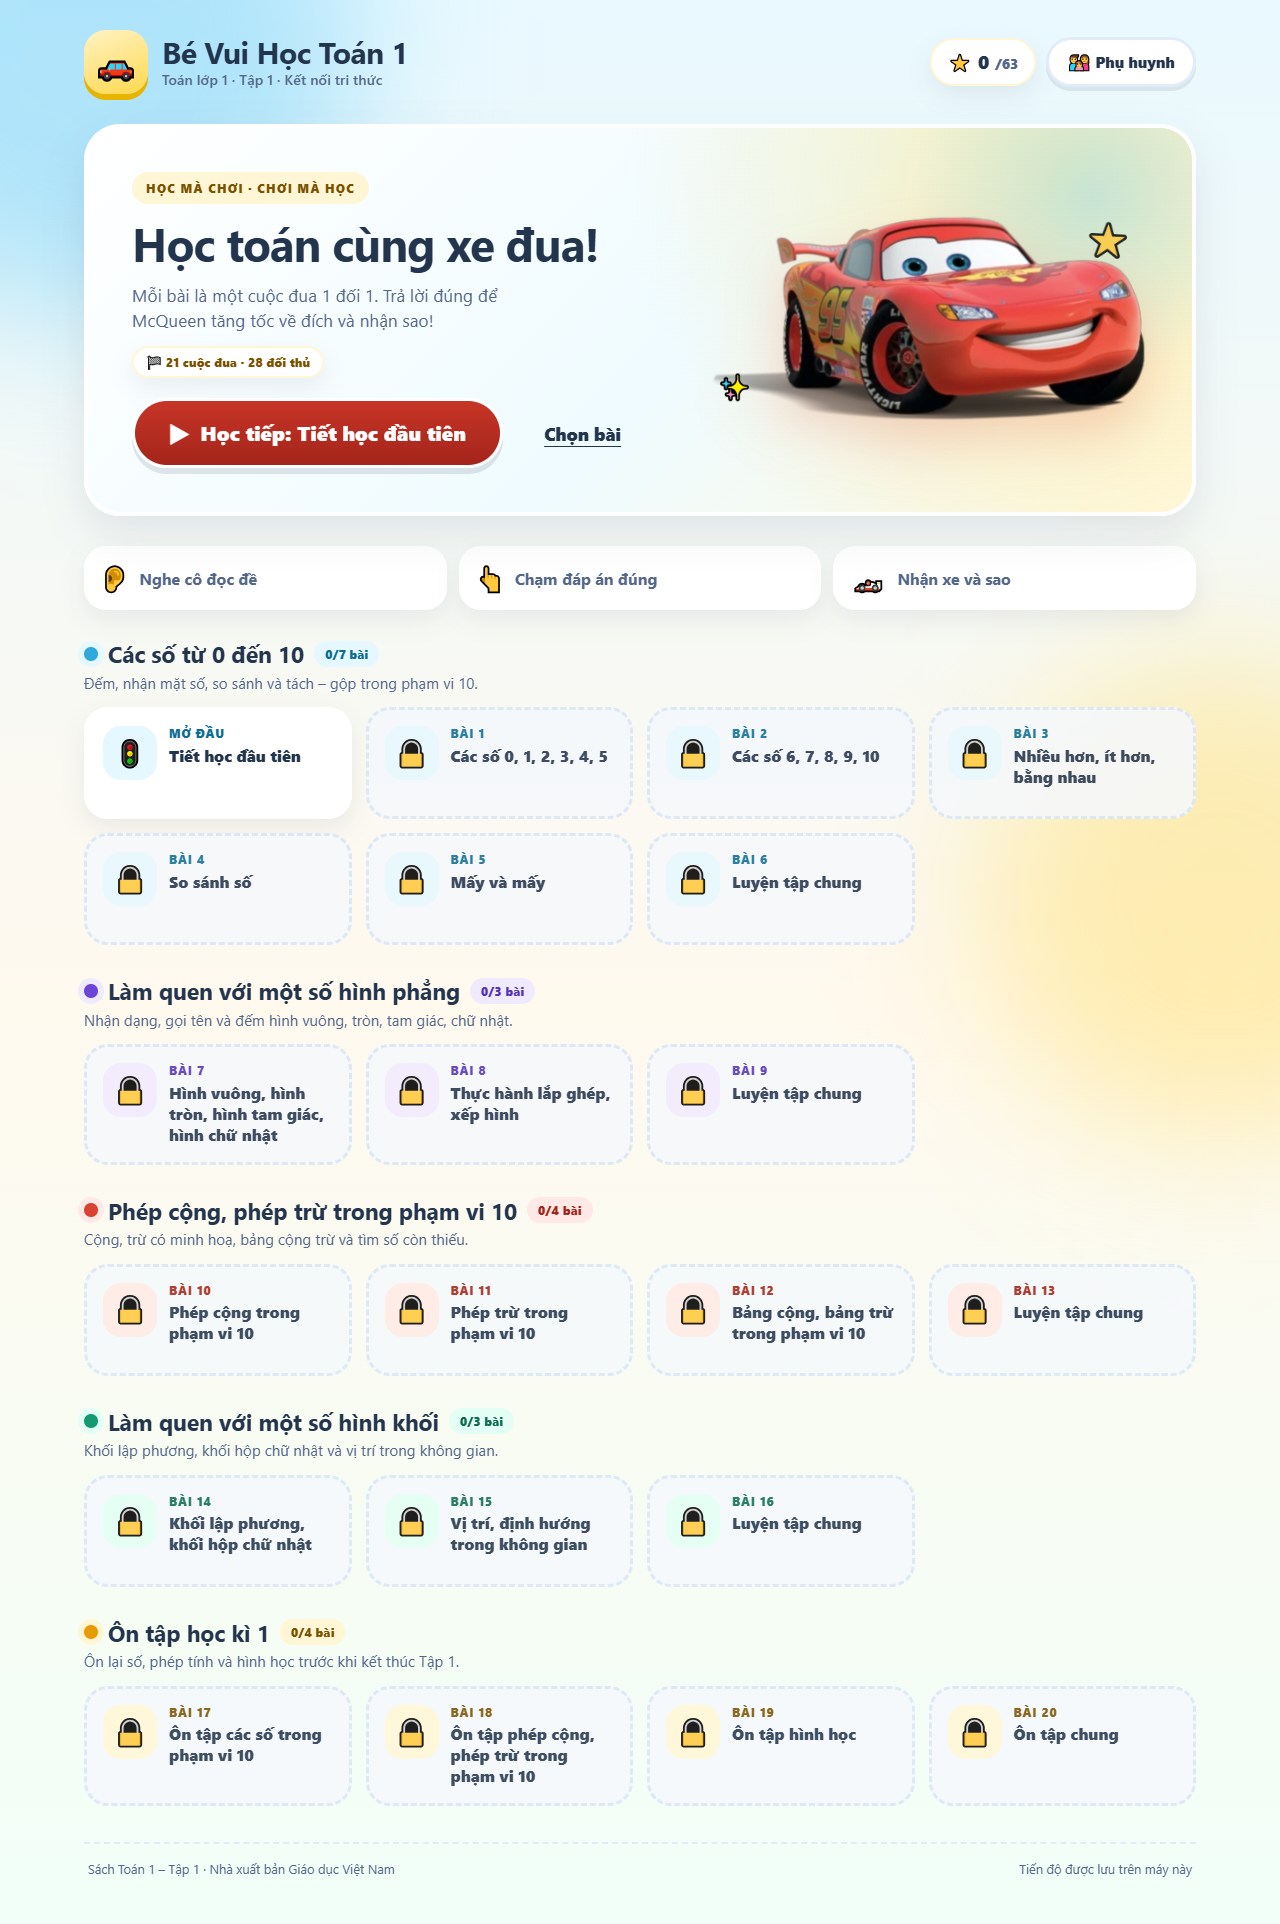 Bé Vui Học Toán 1
Toán lớp 1 · Tập 1 · Kết nối tri thức
0 /63
Phụ huynh
HỌC MÀ CHƠI · CHƠI MÀ HỌC
Học toán cùng xe đua!
Mỗi bài là một cuộc đua 1 đối 1. Trả lời đúng để
McQueen tăng tốc về đích và nhận sao!
21 cuộc đua · 28 đối thủ
Học tiếp: Tiết học đầu tiên
Chọn bài
95
LIGHTYEAR
Nghe cô đọc đề
Chạm đáp án đúng
Nhận xe và sao
Các số từ 0 đến 10
0/7 bài
Đếm, nhận mặt số, so sánh và tách – gộp trong phạm vi 10.
MỞ ĐẦU
Tiết học đầu tiên
BÀI 1
Các số 0, 1, 2, 3, 4, 5
BÀI 2
Các số 6, 7, 8, 9, 10
BÀI 3
Nhiều hơn, ít hơn,
bằng nhau
BÀI 4
So sánh số
BÀI 5
Mấy và mấy
BÀI 6
Luyện tập chung
Làm quen với một số hình phẳng
0/3 bài
Nhận dạng, gọi tên và đếm hình vuông, tròn, tam giác, chữ nhật.
BÀI 7
Hình vuông, hình
tròn, hình tam giác,
hình chữ nhật
BÀI 8
Thực hành lắp ghép,
xếp hình
BÀI 9
Luyện tập chung
Phép cộng, phép trừ trong phạm vi 10
0/4 bài
Cộng, trừ có minh hoạ, bảng cộng trừ và tìm số còn thiếu.
BÀI 10
Phép cộng trong
phạm vi 10
BÀI 11
Phép trừ trong
phạm vi 10
BÀI 12
Bảng cộng, bảng trừ
trong phạm vi 10
BÀI 13
Luyện tập chung
Làm quen với một số hình khối
0/3 bài
Khối lập phương, khối hộp chữ nhật và vị trí trong không gian.
BÀI 14
Khối lập phương,
khối hộp chữ nhật
BÀI 15
Vị trí, định hướng
trong không gian
BÀI 16
Luyện tập chung
Ôn tập học kì 1
0/4 bài
Ôn lại số, phép tính và hình học trước khi kết thúc Tập 1.
BÀI 17
Ôn tập các số trong
phạm vi 10
BÀI 18
Ôn tập phép cộng,
phép trừ trong
phạm vi 10
BÀI 19
Ôn tập hình học
BÀI 20
Ôn tập chung
Sách Toán 1 – Tập 1 · Nhà xuất bản Giáo dục Việt Nam
Tiến độ được lưu trên máy này